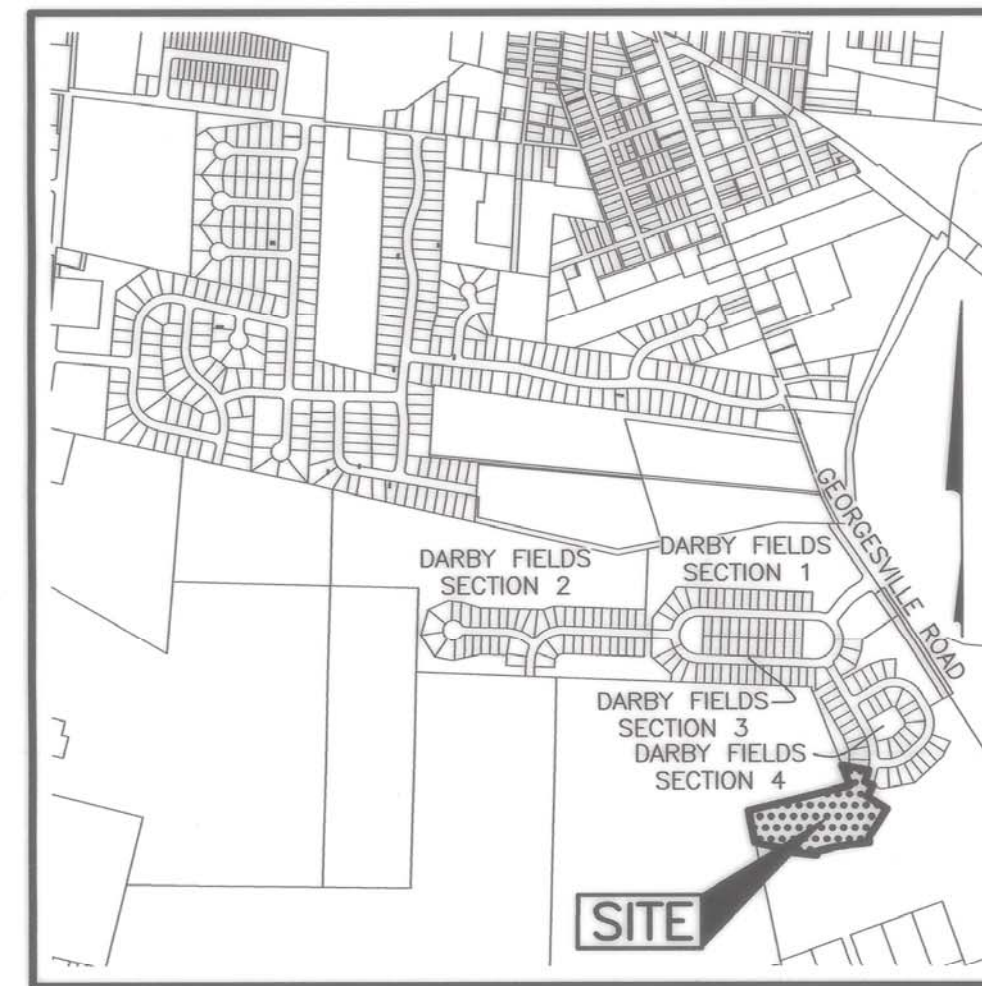 GEORGESVILLE ROAD
DARBY FIELDS
SECTION 2
DARBY FIELDS
SECTION 1
DARBY FIELDS
SECTION 3
DARBY FIELDS
SECTION 4
SITE